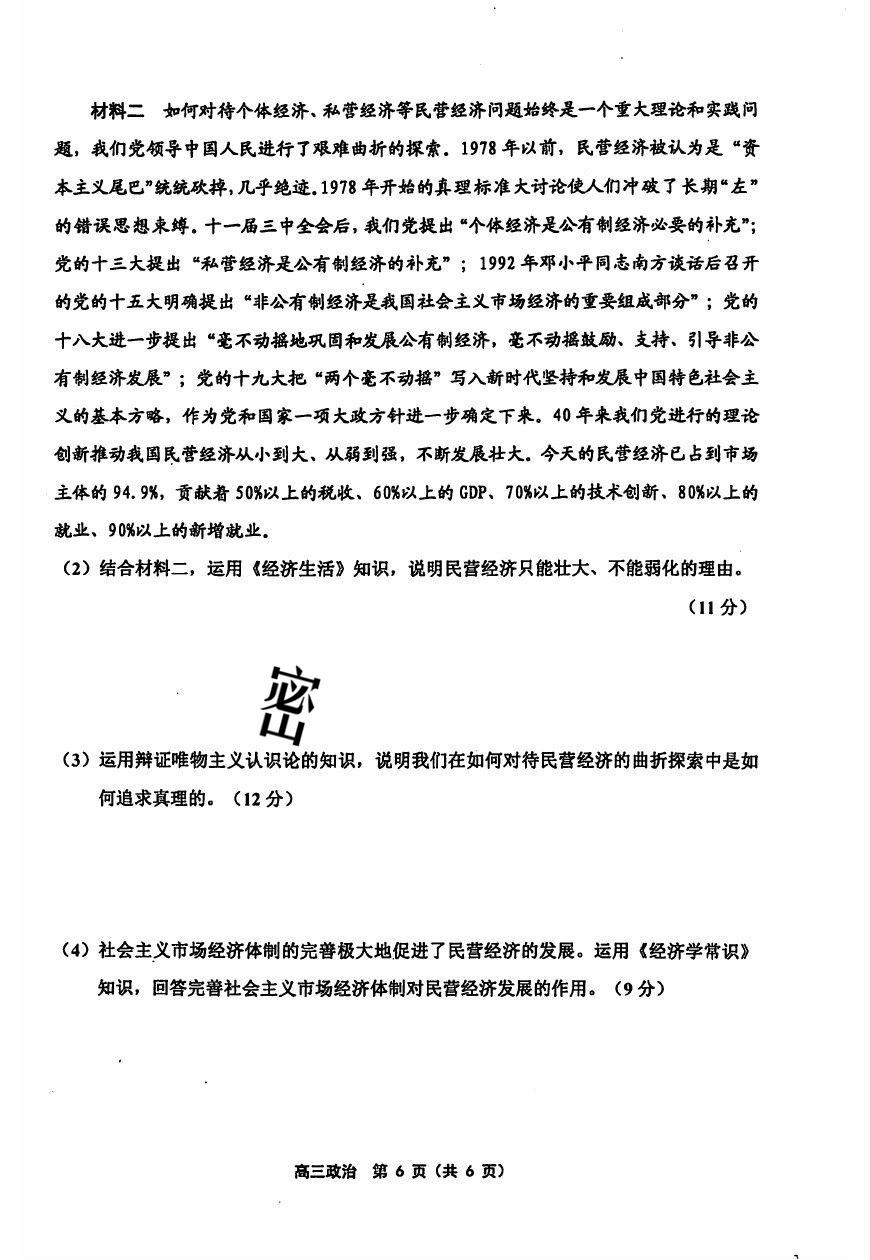 材料二 如何对待个体经济、私营经济等民营经济问题始终是一个重大理论和实践问
题，我们党领导中国人民进行了艰难曲折的探索．1978 年以前，民营经济被认为是“资
本主义尾巴”统统砍掉，几乎绝迹．1978 年开始的真理标准大讨论使人们冲破了长期“左”
的错误思想束缚。十一届三中全会后，我们党提出“个体经济是公有制经济必要的补充”；
党的十三大提出“私营经济是公有制经济的补充”；1992 年邓小平同志南方谈话后召开
的党的十五大明确提出“非公有制经济是我国社会主义市场经济的重要组成部分”；党的
十八大进一步提出“毫不动摇地巩固和发展公有制经济，毫不动摇鼓励、支持、引导非公
有制经济发展”；党的十九大把“两个毫不动摇”写入新时代坚持和发展中国特色社会主
义的基本方略，作为党和国家一项大政方针进一步确定下来。40 年来我们党进行的理论
创新推动我国民营经济从小到大、从弱到强，不断发展壮大．今天的民营经济已占到市场
主体的 94.9%，贡献着 50%以上的税收、60%以上的 GDP、70%以上的技术创新、80%以上的
就业、90%以上的新增就业．
（2）结合材料二，运用《经济生活》知识，说明民营经济只能壮大、不能弱化的理由。
（11 分）
密
（3）运用辩证唯物主义认识论的知识，说明我们在如何对待民营经济的曲折探索中是如
何追求真理的。（12 分）
（4）社会主义市场经济体制的完善极大地促进了民营经济的发展。运用《经济学常识》
知识，回答完善社会主义市场经济体制对民营经济发展的作用。（9 分）
高三政治 第 6 页（共 6 页）